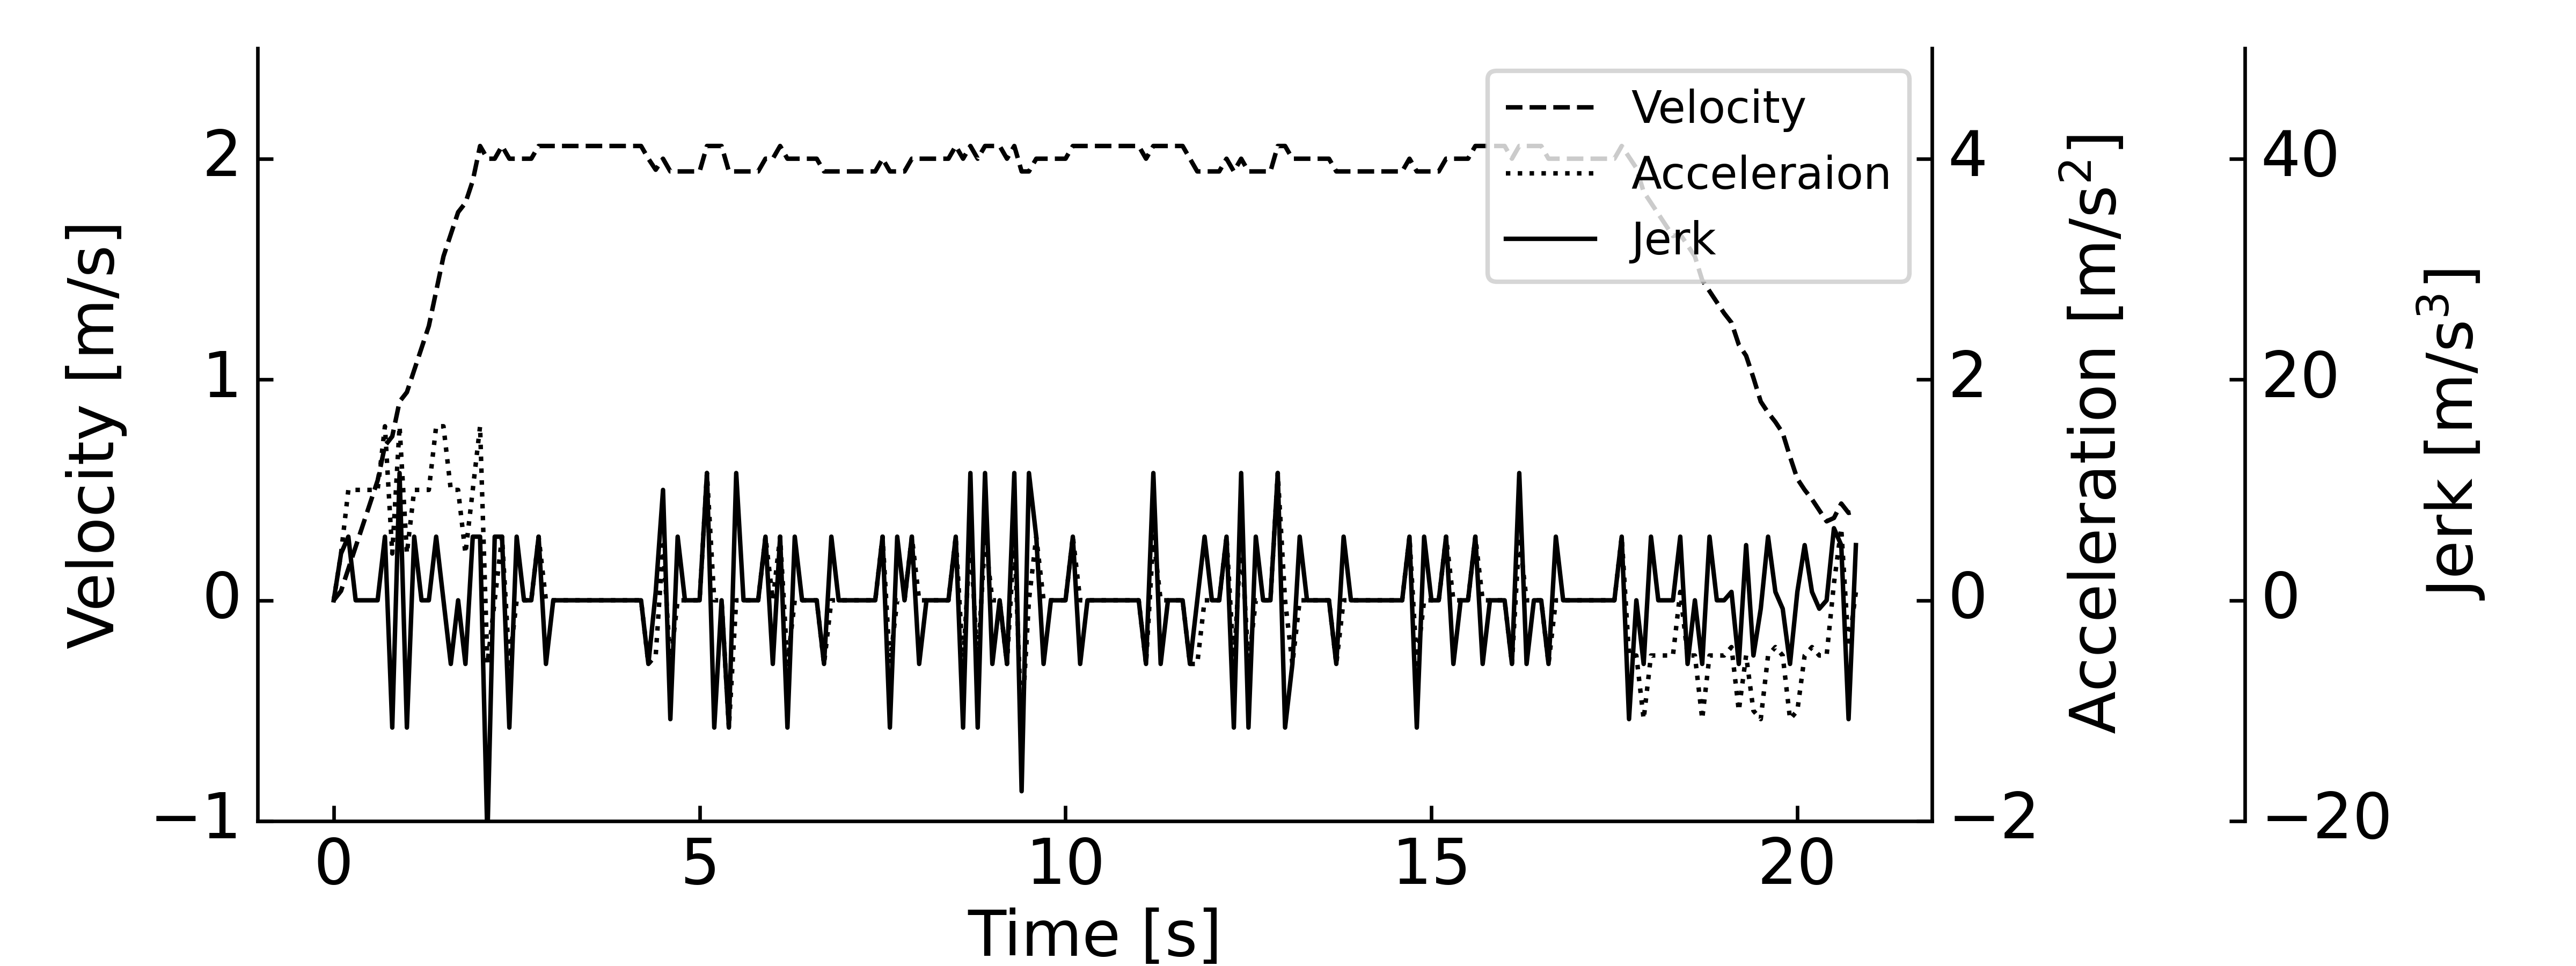 Velocity [m/s]
2
1
0
−1
0 5 10 15 20
Time [s]
Velocity
Acceleraion
Jerk
4
2
0
−2
Acceleration [m/s²]
40
20
0
−20
Jerk [m/s³]